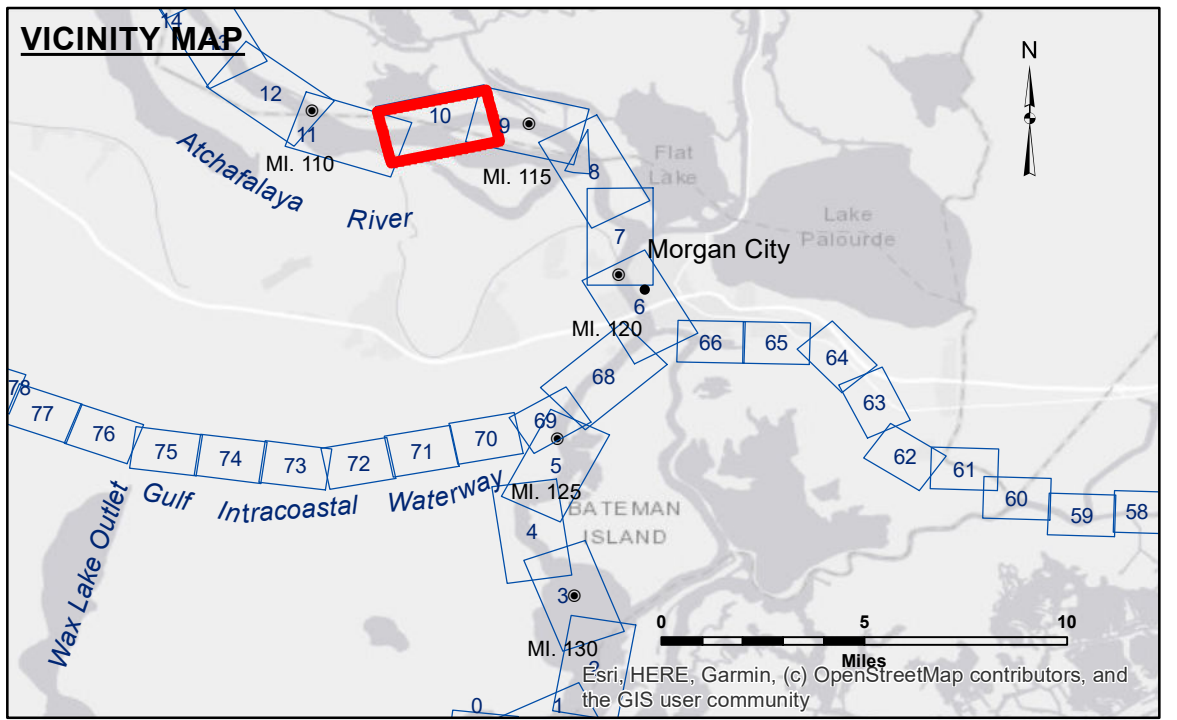 VICINITY MAP
N
14
13
12
11
10
9
8
7
6
MI. 110
MI. 115
MI. 120
Atchafalaya
River
Flat
Lake
Lake
Palourde
Morgan City
66
65
64
63
62
61
60
59
58
68
69
70
71
72
73
74
75
76
77
78
5
MI. 125
4
3
MI. 130
2
1
0
Gulf Intracoastal Waterway
Wax Lake Outlet
BATEMAN
ISLAND
0 5 10
Miles
Esri, HERE, Garmin, (c) OpenStreetMap contributors, and
the GIS user community